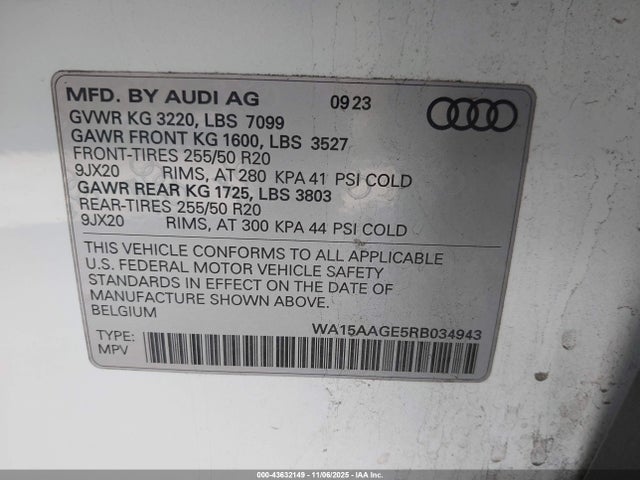 MFD. BY AUDI AG 0923
GVWR KG 3220, LBS 7099
GAWR FRONT KG 1600, LBS 3527
FRONT-TIRES 255/50 R20
9JX20 RIMS, AT 280 KPA 41 PSI COLD
GAWR REAR KG 1725, LBS 3803
REAR-TIRES 255/50 R20
9JX20 RIMS, AT 300 KPA 44 PSI COLD
THIS VEHICLE CONFORMS TO ALL APPLICABLE
U.S. FEDERAL MOTOR VEHICLE SAFETY
STANDARDS IN EFFECT ON THE DATE OF
MANUFACTURE SHOWN ABOVE.
BELGIUM
WA15AAGE5RB034943
TYPE:
MPV
000-43632149 - 11/06/2025 - IAA Inc.